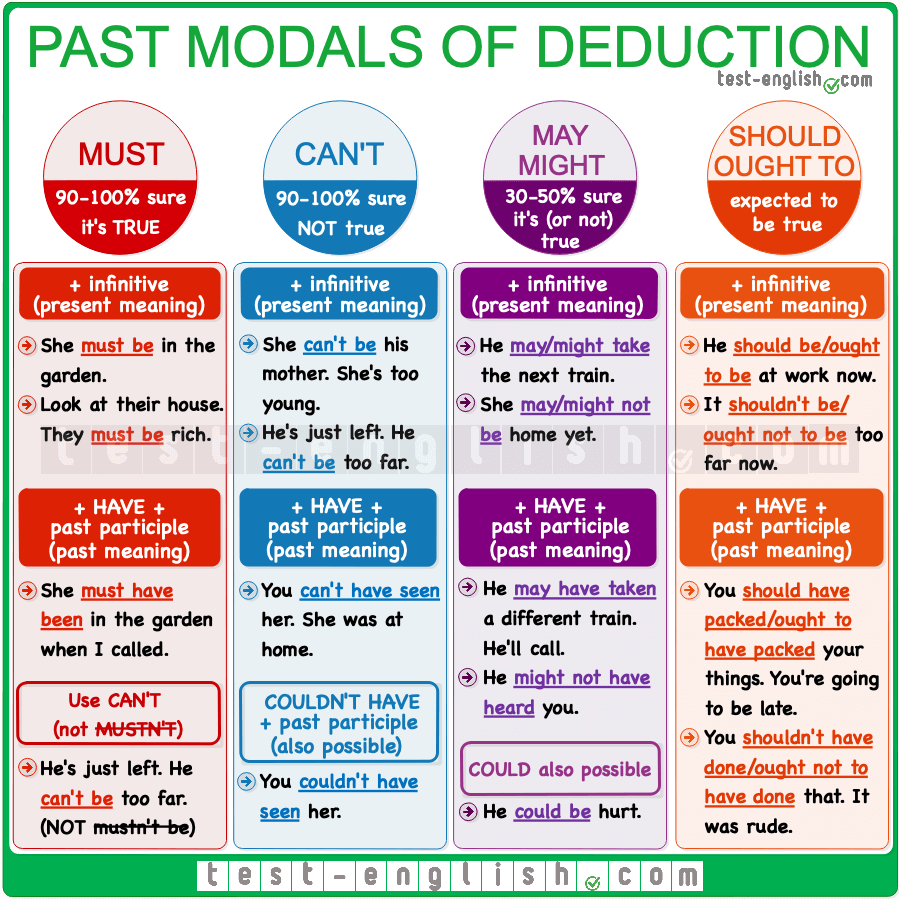 PAST MODALS OF DEDUCTION
test-english.com
MUST
90-100% sure
it's TRUE
CAN'T
90-100% sure
NOT true
MAY
MIGHT
30-50% sure
it's (or not)
true
SHOULD
OUGHT TO
expected to
be true
+ infinitive
(present meaning)
She must be in the
garden.
Look at their house.
They must be rich.
+ HAVE +
past participle
(past meaning)
She must have
been in the garden
when I called.
Use CAN'T
(not MUSTN'T)
He's just left. He
can't be too far.
(NOT mustn't be)
+ infinitive
(present meaning)
She can't be his
mother. She's too
young.
He's just left. He
can't be too far.
+ HAVE +
past participle
(past meaning)
You can't have seen
her. She was at
home.
COULDN'T HAVE
+ past participle
(also possible)
You couldn't have
seen her.
+ infinitive
(present meaning)
He may/might take
the next train.
She may/might not
be home yet.
+ HAVE +
past participle
(past meaning)
He may have taken
a different train.
He'll call.
He might not have
heard you.
COULD also possible
He could be hurt.
+ infinitive
(present meaning)
He should be/ought
to be at work now.
It shouldn't be/
ought not to be too
far now.
+ HAVE +
past participle
(past meaning)
You should have
packed/ought to
have packed your
things. You're going
to be late.
You shouldn't have
done/ought not to
have done that. It
was rude.
test-english.com
test-english.com